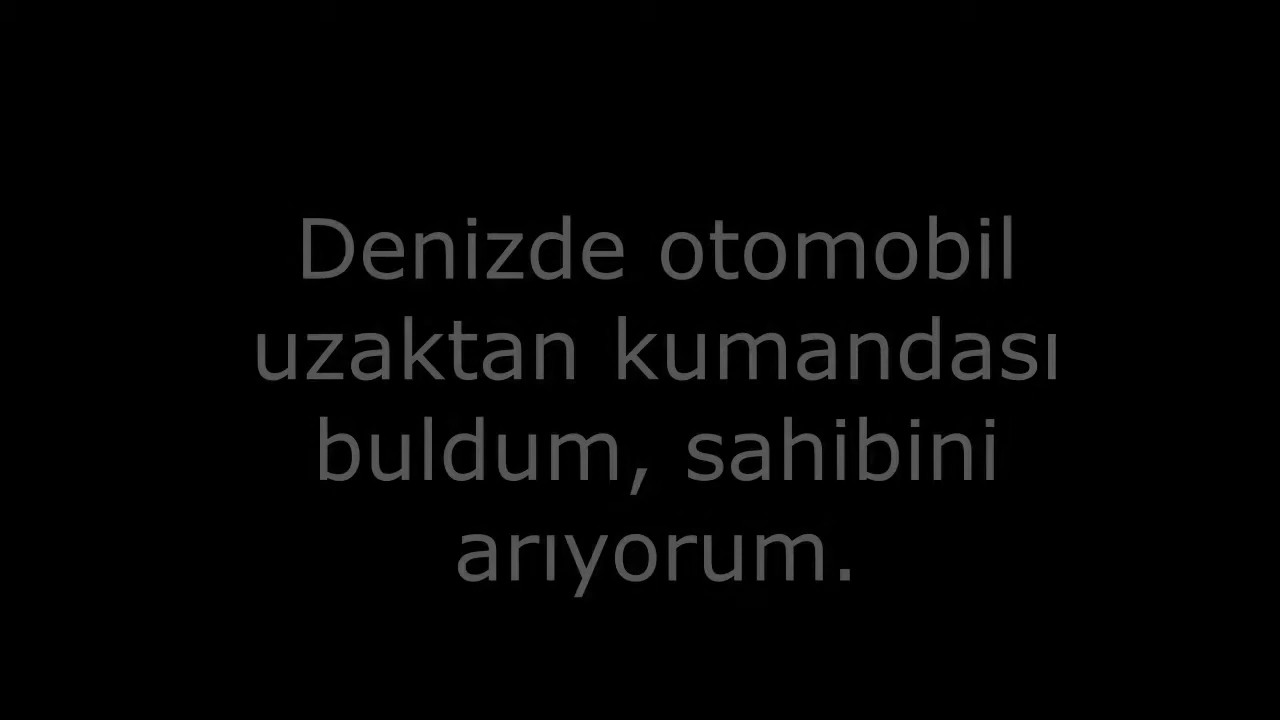 Denizde otomobil
uzaktan kumandası
buldum, sahibini
arıyorum.